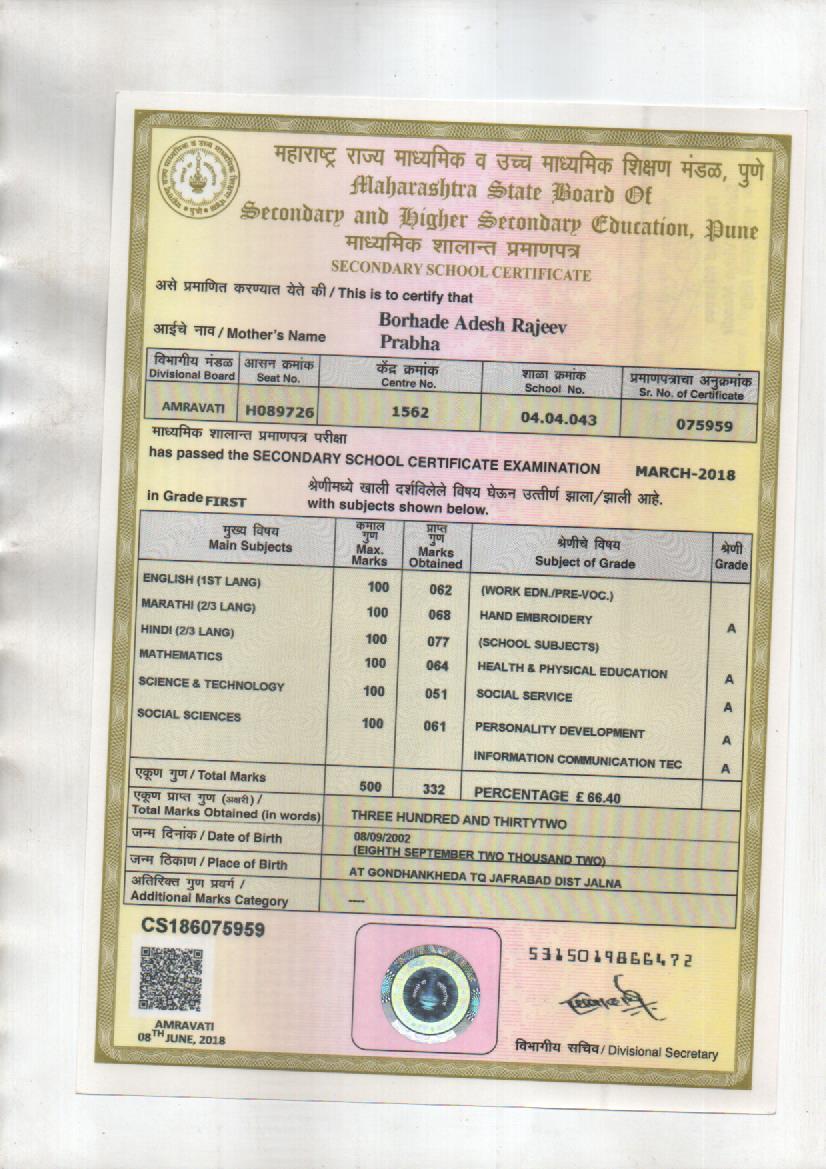 महाराष्ट्र राज्य माध्यमिक व उच्च माध्यमिक शिक्षण मंडळ, पुणे
Maharashtra State Board Of
Secondary and Higher Secondary Education, Pune
माध्यमिक शालान्त प्रमाणपत्र
SECONDARY SCHOOL CERTIFICATE
असे प्रमाणित करण्यात येते की / This is to certify that
Borhade Adesh Rajeev
आईचे नाव / Mother's Name Prabha
विभागीय मंडळ आसन क्रमांक केंद्र क्रमांक शाळा क्रमांक प्रमाणपत्राचा अनुक्रमांक
Divisional Board Seat No. Centre No. School No. Sr. No. of Certificate
AMRAVATI H089726 1562 04.04.043 075959
माध्यमिक शालान्त प्रमाणपत्र परीक्षा
has passed the SECONDARY SCHOOL CERTIFICATE EXAMINATION MARCH-2018
श्रेणीमध्ये खाली दर्शविलेले विषय घेऊन उत्तीर्ण झाला/झाली आहे.
in Grade FIRST with subjects shown below.
मुख्य विषय कमाल गुण प्राप्त गुण श्रेणीचे विषय श्रेणी
Main Subjects Max. Marks Marks Obtained Subject of Grade Grade
ENGLISH (1ST LANG) 100 062 (WORK EDN./PRE-VOC.)
MARATHI (2/3 LANG) 100 068 HAND EMBROIDERY A
HINDI (2/3 LANG) 100 077 (SCHOOL SUBJECTS)
MATHEMATICS 100 064 HEALTH & PHYSICAL EDUCATION A
SCIENCE & TECHNOLOGY 100 051 SOCIAL SERVICE A
SOCIAL SCIENCES 100 061 PERSONALITY DEVELOPMENT A
INFORMATION COMMUNICATION TEC A
एकूण गुण / Total Marks 500 332 PERCENTAGE £ 66.40
एकूण प्राप्त गुण (अक्षरी) /
Total Marks Obtained (in words) THREE HUNDRED AND THIRTYTWO
जन्म दिनांक / Date of Birth 08/09/2002
(EIGHTH SEPTEMBER TWO THOUSAND TWO)
जन्म ठिकाण / Place of Birth AT GONDHANKHEDA TQ JAFRABAD DIST JALNA
अतिरिक्त गुण प्रवर्ग /
Additional Marks Category ----
CS186075959
5315019866472
AMRAVATI
08TH JUNE, 2018
विभागीय सचिव / Divisional Secretary